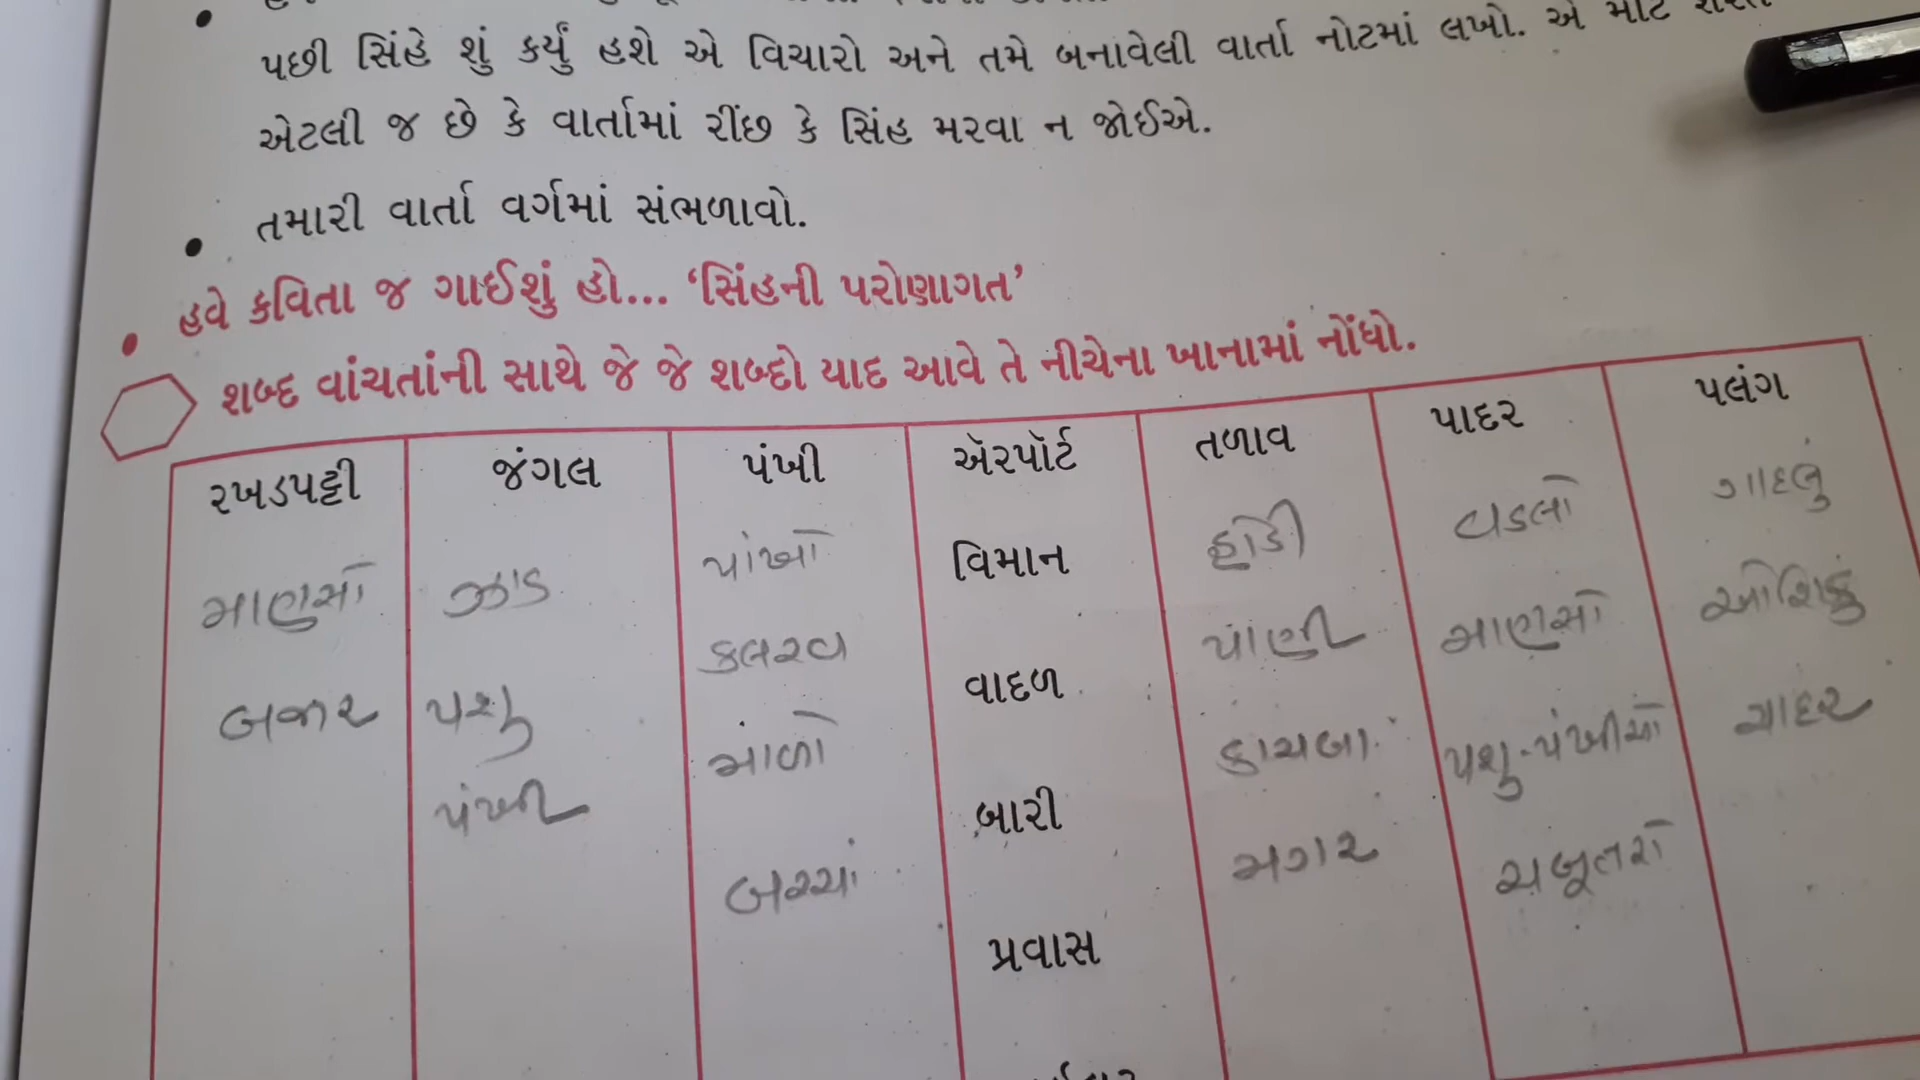 પછી સિંહે શું કર્યું હશે એ વિચારો અને તમે બનાવેલી વાર્તા નોટમાં લખો. એ માટે
એટલી જ છે કે વાર્તામાં રીંછ કે સિંહ મરવા ન જોઈએ.
• તમારી વાર્તા વર્ગમાં સંભળાવો.
• હવે કવિતા જ ગાઈશું હો... ‘સિંહની પરોણાગત’
શબ્દ વાંચતાંની સાથે જે જે શબ્દો યાદ આવે તે નીચેના ખાનામાં નોંધો.
રખડપટ્ટી જંગલ પંખી ઍરપૉર્ટ તળાવ પાદર પલંગ
માણસો ઝાડ પાંખો વિમાન હોડી વડલો ગાદલું
બજાર પશુ કલરવ વાદળ પાણી માણસો ઓશિકું
પંખી માળો બારી કાચબા પશુ-પંખીઓ ચાદર
બચ્ચાં પ્રવાસ મગર ચબૂતરો